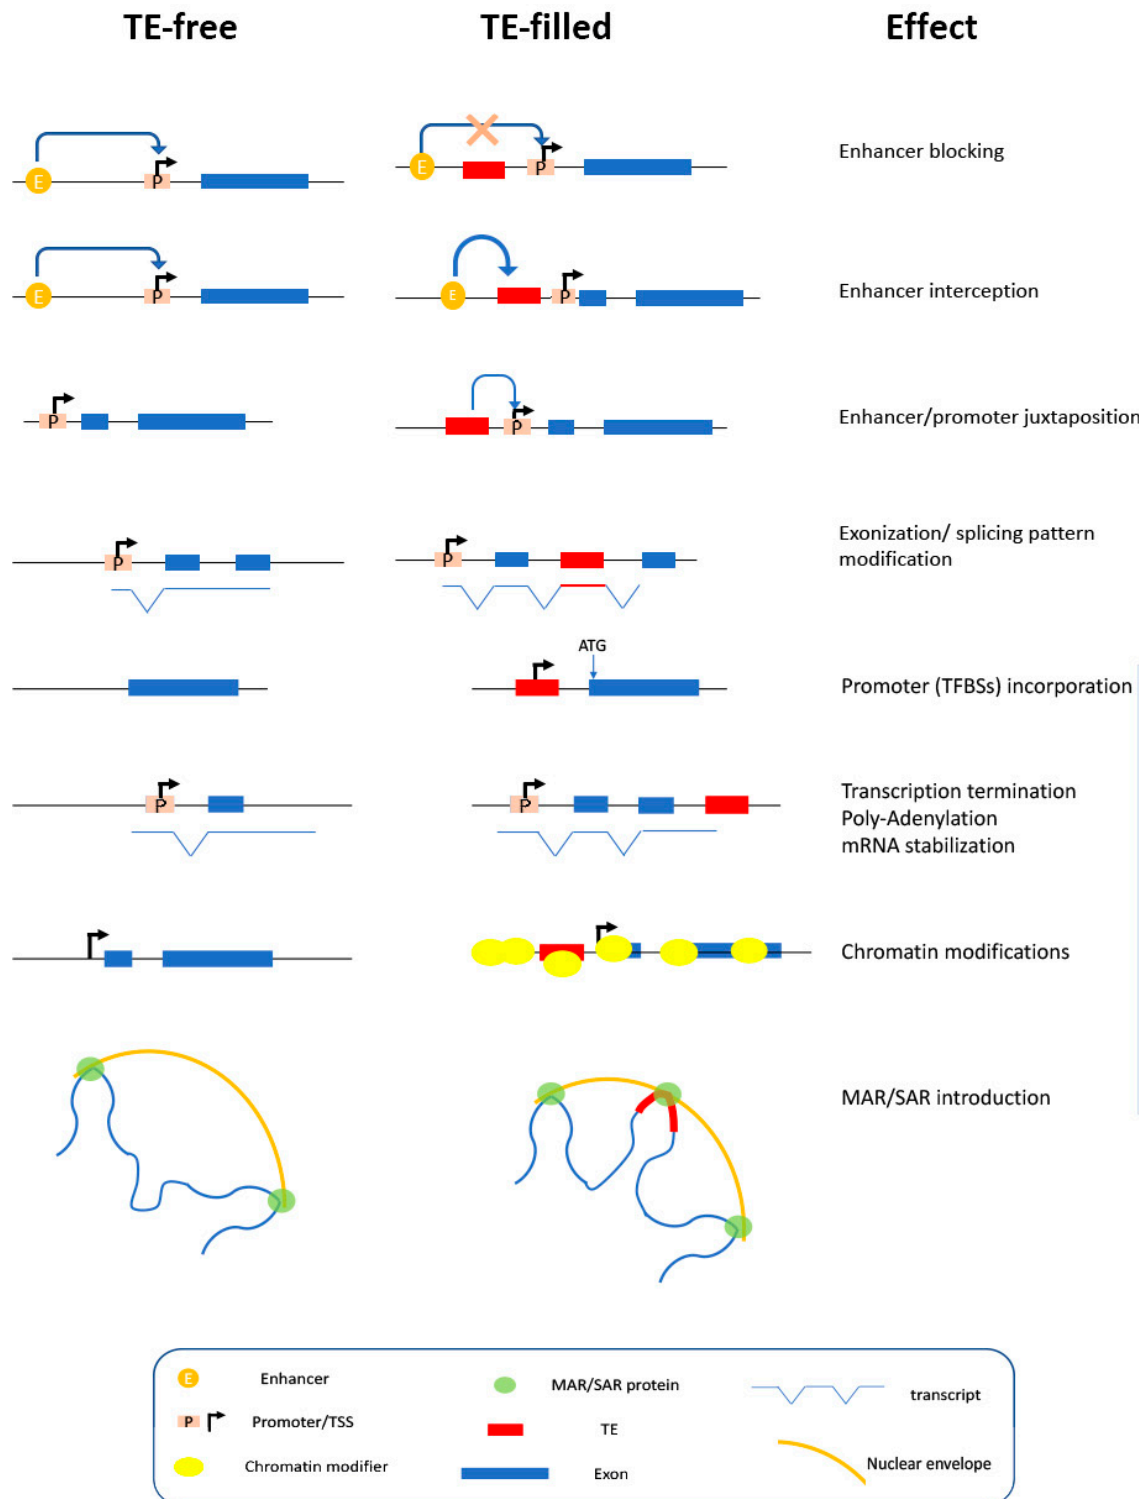 TE-free TE-filled Effect
E P E P Enhancer blocking
E P E P Enhancer interception
P P Enhancer/promoter juxtaposition
P P Exonization/ splicing pattern
modification
ATG
Promoter (TFBSs) incorporation
P P Transcription termination
Poly-Adenylation
mRNA stabilization
Chromatin modifications
MAR/SAR introduction
E Enhancer MAR/SAR protein transcript
P Promoter/TSS TE
Chromatin modifier Exon Nuclear envelope